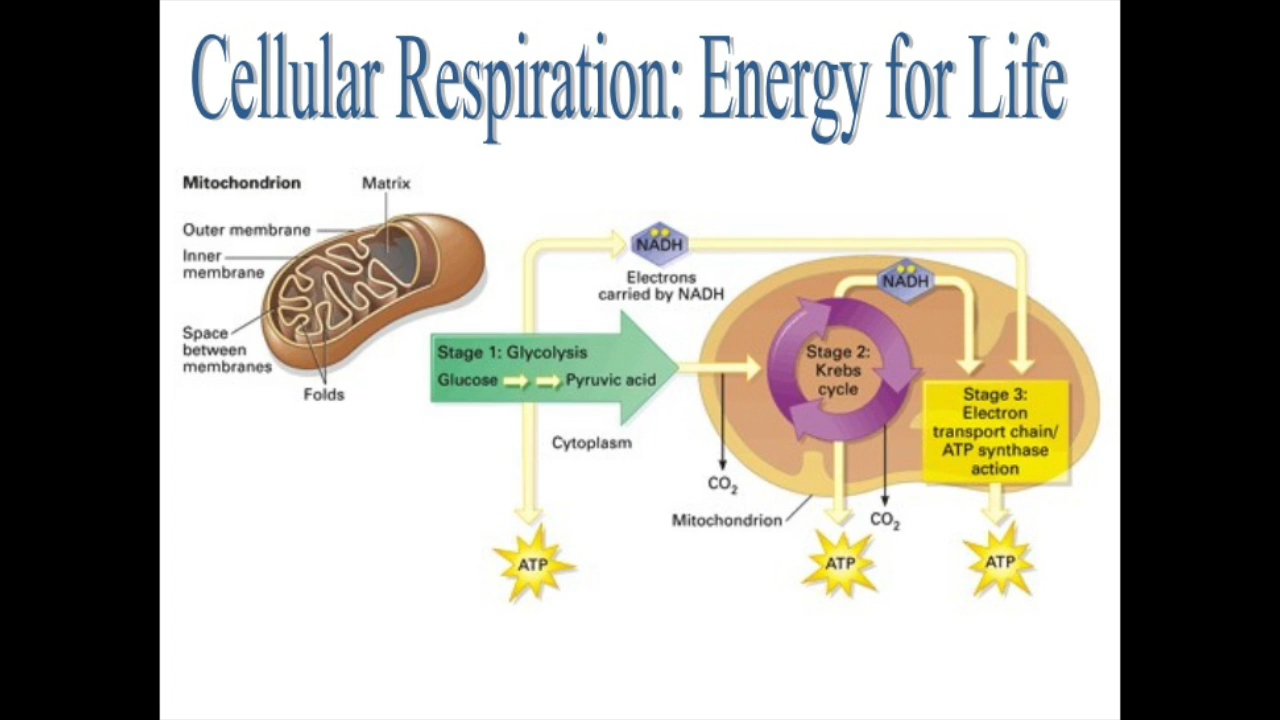 Cellular Respiration: Energy for Life
Mitochondrion
Matrix
Outer membrane
Inner
membrane
Space
between
membranes
Folds
NADH
Electrons
carried by NADH
NADH
Stage 1: Glycolysis
Glucose
Pyruvic acid
Cytoplasm
Stage 2:
Krebs
cycle
Stage 3:
Electron
transport chain/
ATP synthase
action
CO₂
Mitochondrion
CO₂
ATP
ATP
ATP